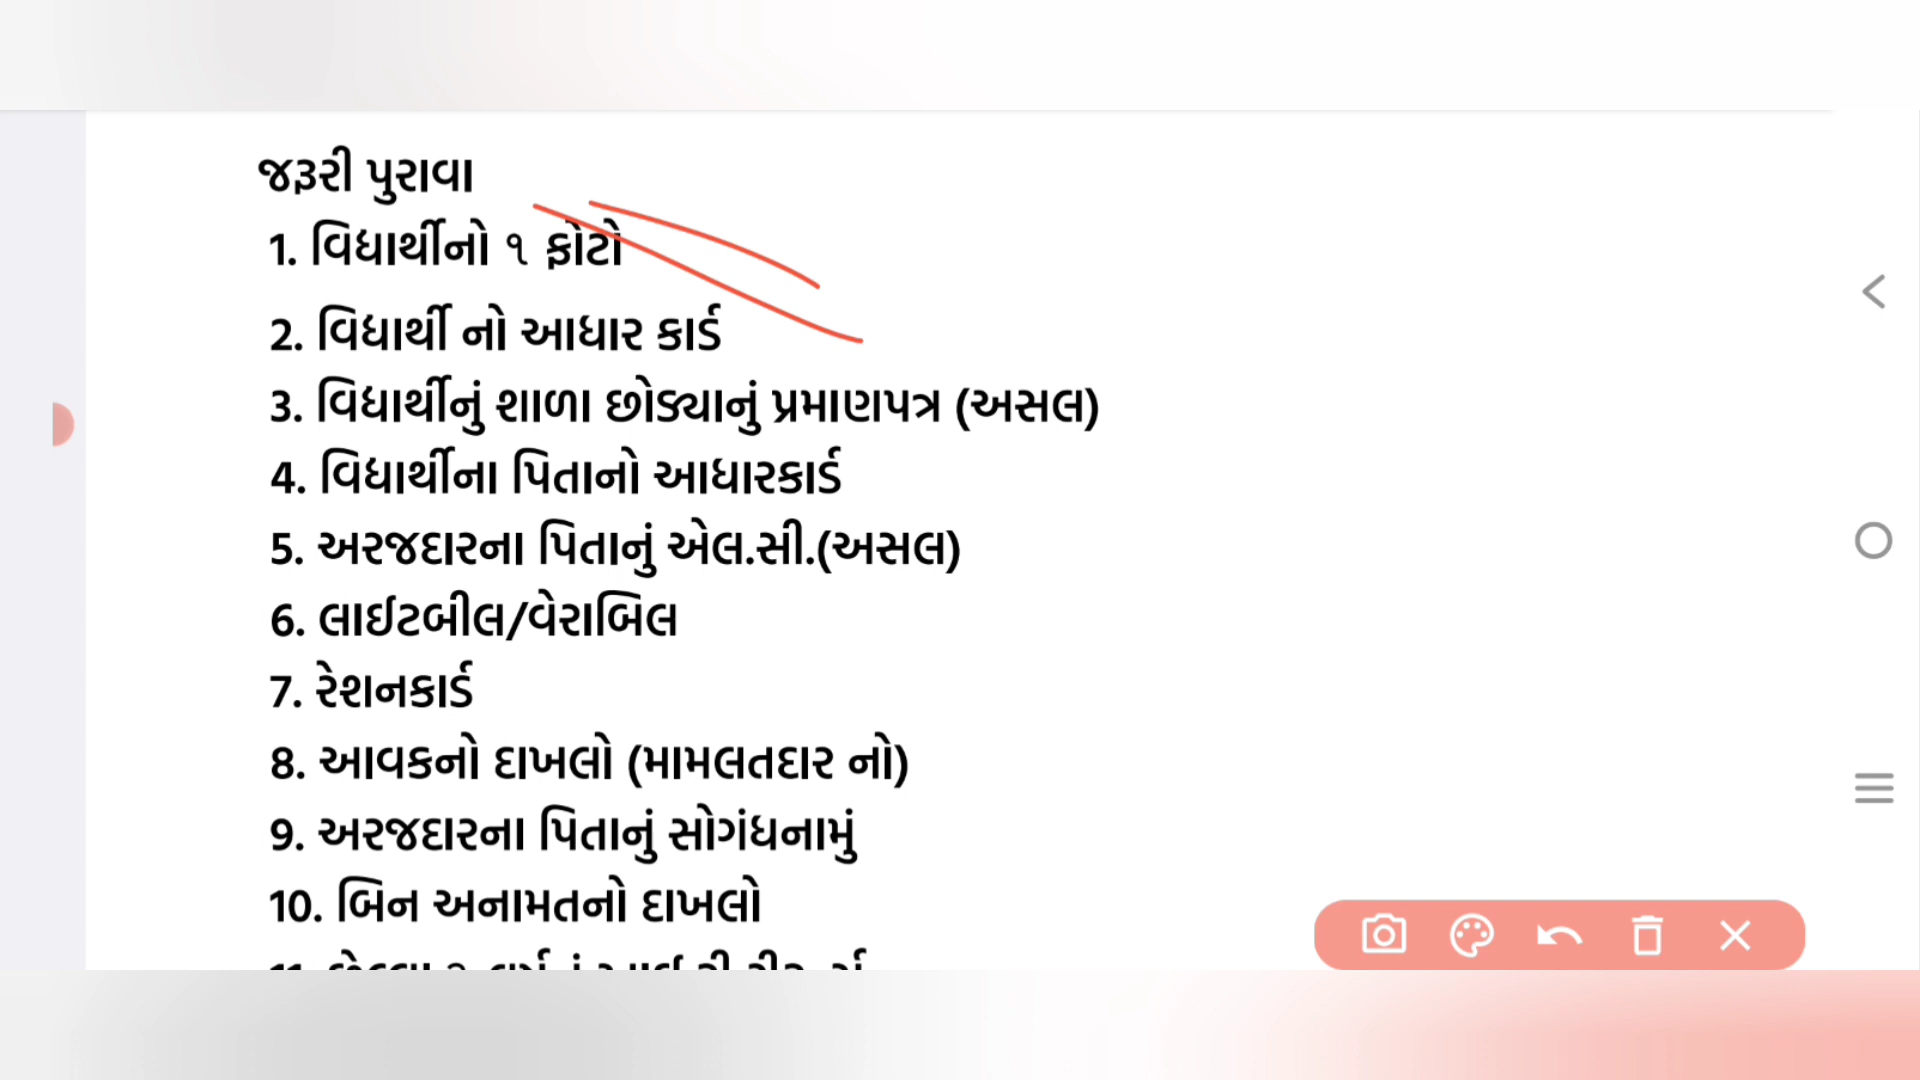 જરૂરી પુરાવા
1. વિદ્યાર્થીનો ૧ ફોટો
2. વિદ્યાર્થી નો આધાર કાર્ડ
3. વિદ્યાર્થીનું શાળા છોડ્યાનું પ્રમાણપત્ર (અસલ)
4. વિદ્યાર્થીના પિતાનો આધારકાર્ડ
5. અરજદારના પિતાનું એલ.સી.(અસલ)
6. લાઈટબીલ/વેરાબિલ
7. રેશનકાર્ડ
8. આવકનો દાખલો (મામલતદાર નો)
9. અરજદારના પિતાનું સોગંધનામું
10. બિન અનામતનો દાખલો